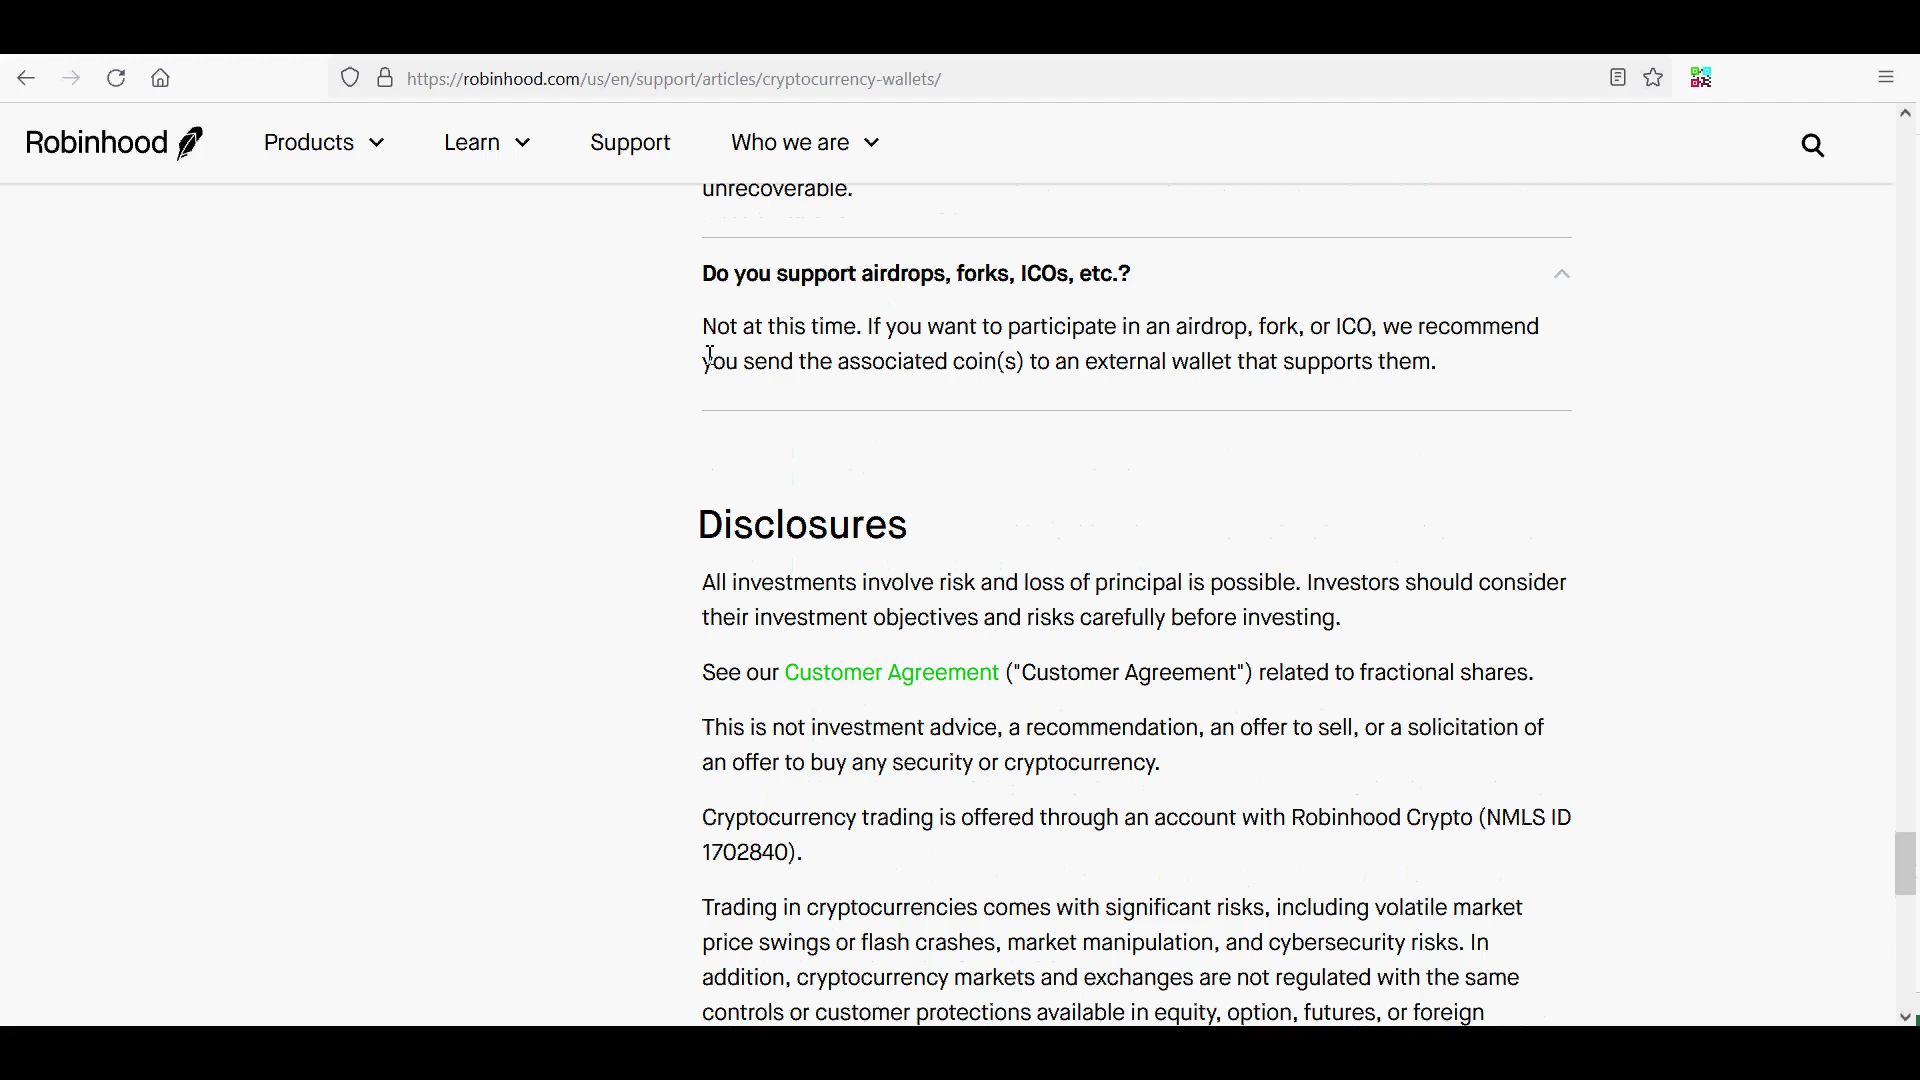 https://robinhood.com/us/en/support/articles/cryptocurrency-wallets/
Robinhood Products Learn Support Who we are
unrecoverable.
Do you support airdrops, forks, ICOs, etc.?
Not at this time. If you want to participate in an airdrop, fork, or ICO, we recommend
you send the associated coin(s) to an external wallet that supports them.
Disclosures
All investments involve risk and loss of principal is possible. Investors should consider
their investment objectives and risks carefully before investing.
See our Customer Agreement ("Customer Agreement") related to fractional shares.
This is not investment advice, a recommendation, an offer to sell, or a solicitation of
an offer to buy any security or cryptocurrency.
Cryptocurrency trading is offered through an account with Robinhood Crypto (NMLS ID
1702840).
Trading in cryptocurrencies comes with significant risks, including volatile market
price swings or flash crashes, market manipulation, and cybersecurity risks. In
addition, cryptocurrency markets and exchanges are not regulated with the same
controls or customer protections available in equity, option, futures, or foreign